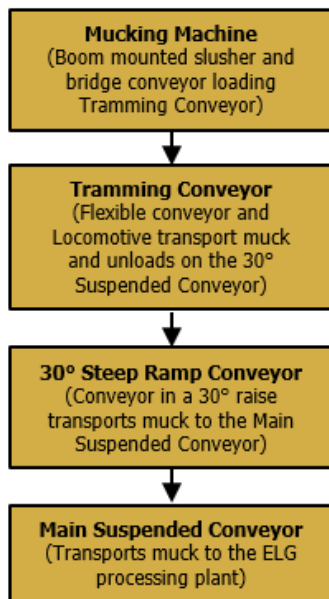 Mucking Machine
(Boom mounted slusher and
bridge conveyor loading
Tramming Conveyor)
Tramming Conveyor
(Flexible conveyor and
Locomotive transport muck
and unloads on the 30°
Suspended Conveyor)
30° Steep Ramp Conveyor
(Conveyor in a 30° raise
transports muck to the Main
Suspended Conveyor)
Main Suspended Conveyor
(Transports muck to the ELG
processing plant)